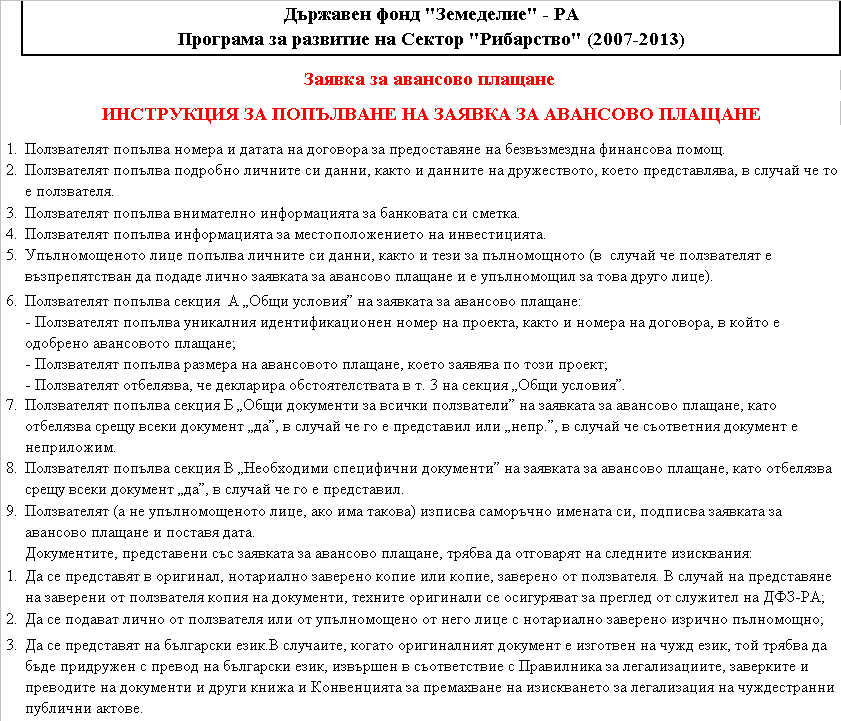 Държавен фонд "Земеделие" - РА
Програма за развитие на Сектор "Рибарство" (2007-2013)
Заявка за авансово плащане
ИНСТРУКЦИЯ ЗА ПОПЪЛВАНЕ НА ЗАЯВКА ЗА АВАНСОВО ПЛАЩАНЕ
1. Ползвателят попълва номера и датата на договора за предоставяне на безвъзмездна финансова помощ.
2. Ползвателят попълва подробно личните си данни, както и данните на дружеството, което представлява, в случай че то
е ползвателя.
3. Ползвателят попълва внимателно информацията за банковата си сметка.
4. Ползвателят попълва информацията за местоположението на инвестицията.
5. Упълномощеното лице попълва личните си данни, както и тези за пълномощното (в  случай че ползвателят е
възпрепятстван да подаде лично заявката за авансово плащане и е упълномощил за това друго лице).
6. Ползвателят попълва секция  А „Общи условия” на заявката за авансово плащане:
- Ползвателят попълва уникалния идентификационен номер на проекта, както и номера на договора, в който е
одобрено авансовото плащане;
- Ползвателят попълва размера на авансовото плащане, което заявява по този проект;
- Ползвателят отбелязва, че декларира обстоятелствата в т. 3 на секция „Общи условия”.
7. Ползвателят попълва секция Б „Общи документи за всички ползватели” на заявката за авансово плащане, като
отбелязва срещу всеки документ „да”, в случай че го е представил или „непр.”, в случай че съответния документ е
неприложим.
8. Ползвателят попълва секция В „Необходими специфични документи” на заявката за авансово плащане, като отбелязва
срещу всеки документ „да”, в случай че го е представил.
9. Ползвателят (а не упълномощеното лице, ако има такова) изписва саморъчно имената си, подписва заявката за
авансово плащане и поставя дата.
Документите, представени със заявката за авансово плащане, трябва да отговарят на следните изисквания:
1. Да се представят в оригинал, нотариално заверено копие или копие, заверено от ползвателя. В случай на представяне
на заверени от ползвателя копия на документи, техните оригинали се осигуряват за преглед от служител на ДФЗ-РА;
2. Да се подават лично от ползвателя или от упълномощено от него лице с нотариално заверено изрично пълномощно;
3. Да се представят на български език.В случаите, когато оригиналният документ е изготвен на чужд език, той трябва да
бъде придружен с превод на български език, извършен в съответствие с Правилника за легализациите, заверките и
преводите на документи и други книжа и Конвенцията за премахване на изискването за легализация на чуждестранни
публични актове.